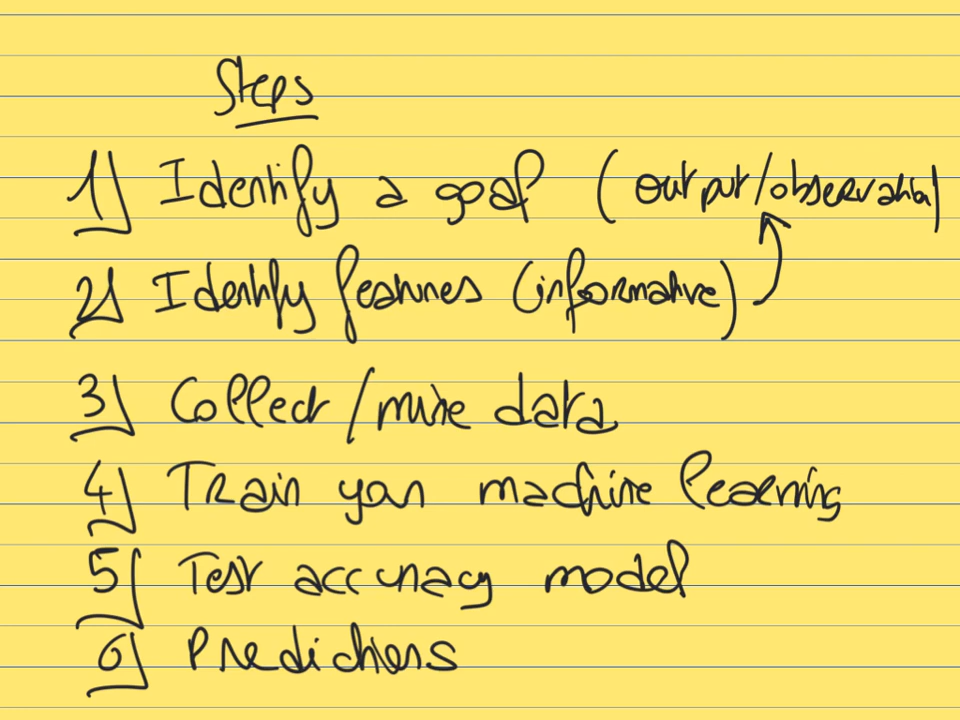 Steps
1) Identify a goal (output/observation)
2) Identify features (informative)
3) Collect/mine data
4) Train your machine learning
5) Test accuracy model
6) Predictions